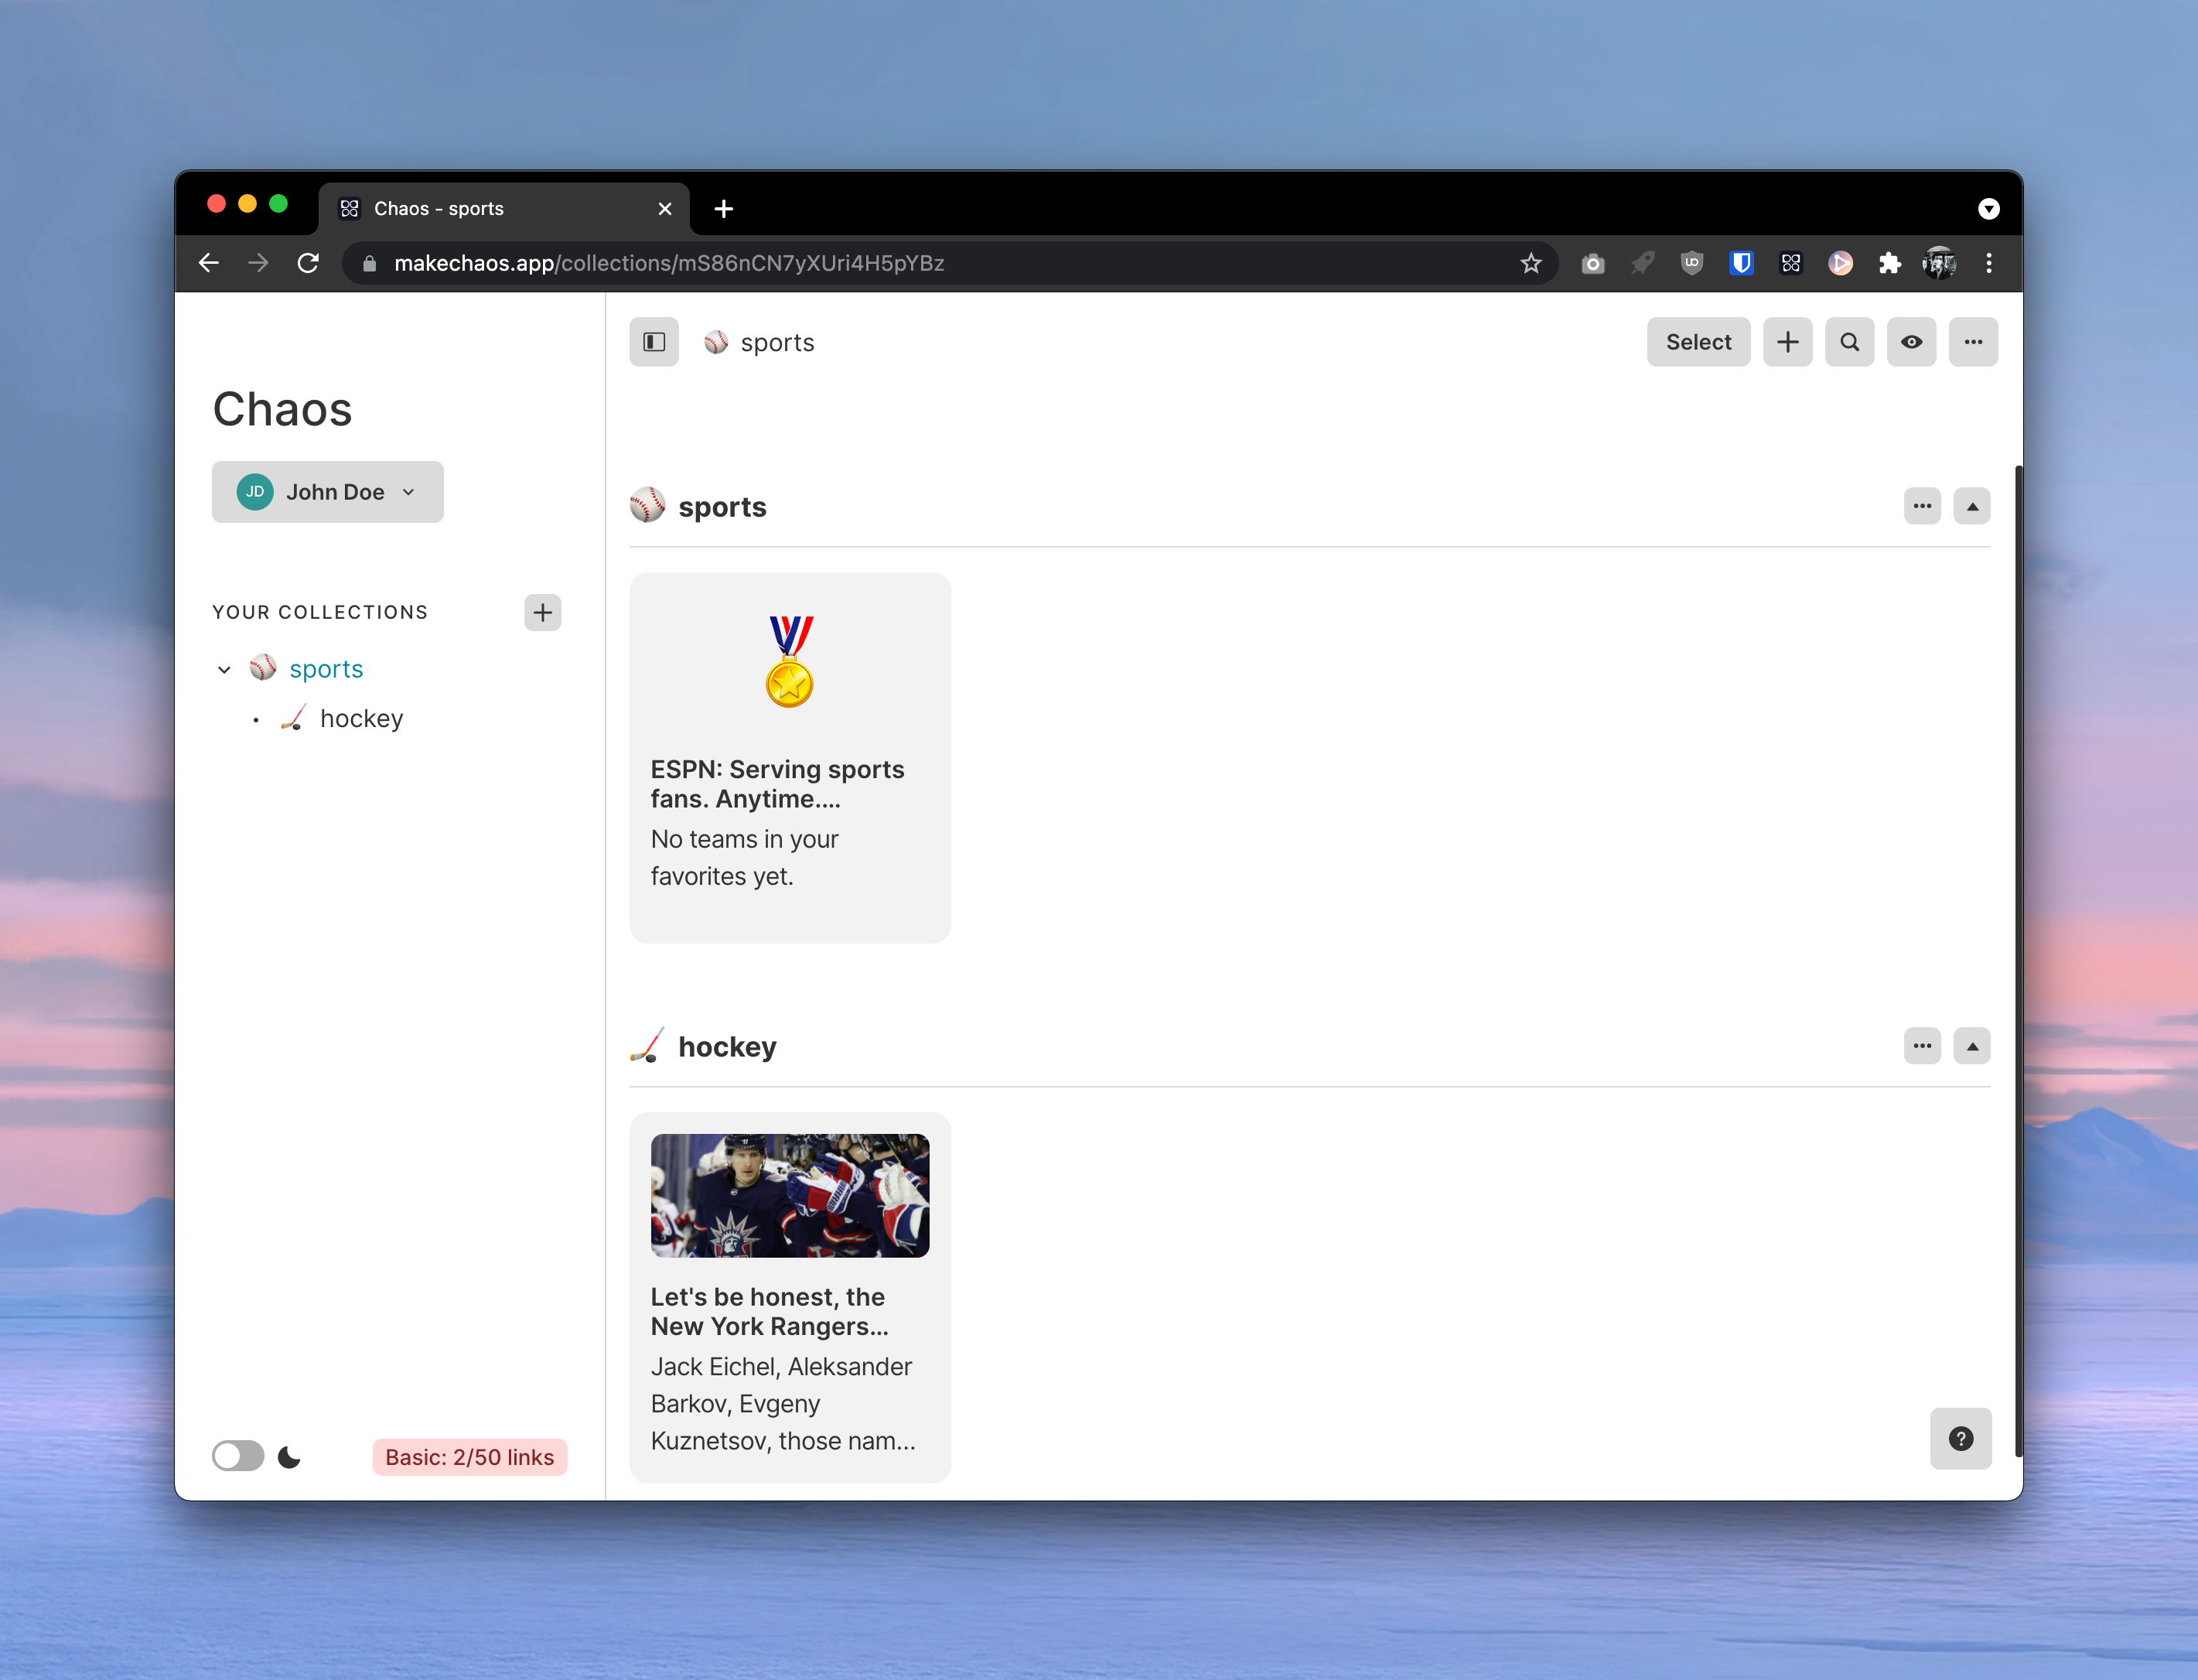 Chaos - sports
makechaos.app/collections/mS86nCN7yXUri4H5pYBz
sports
Select
Chaos
JD John Doe
YOUR COLLECTIONS
sports
hockey
sports
ESPN: Serving sports
fans. Anytime....
No teams in your
favorites yet.
hockey
Let's be honest, the
New York Rangers...
Jack Eichel, Aleksander
Barkov, Evgeny
Kuznetsov, those nam...
Basic: 2/50 links
?